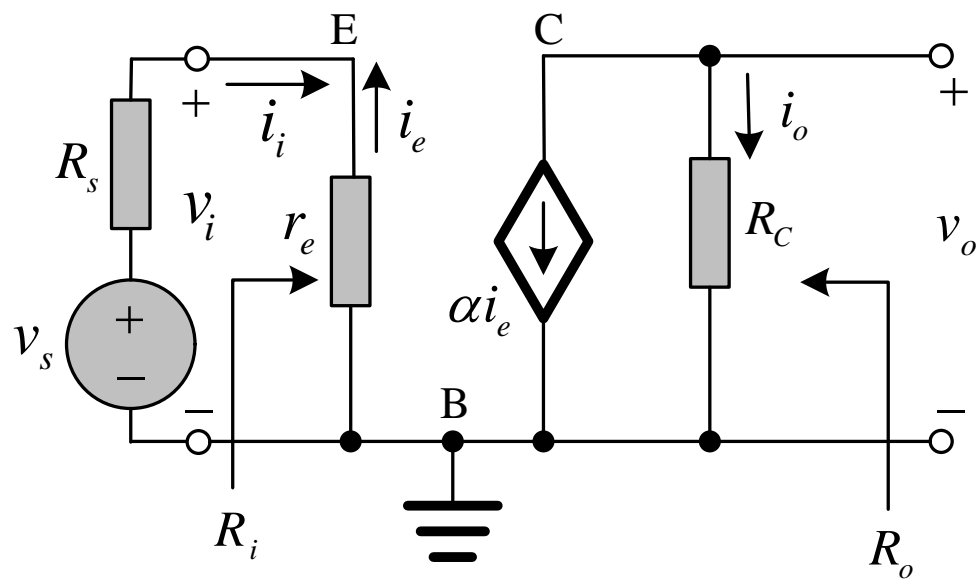 E
C
+
i_i
i_e
i_o
+
R_s
v_i
r_e
R_C
v_o
αi_e
v_s
+
−
−
B
−
R_i
R_o